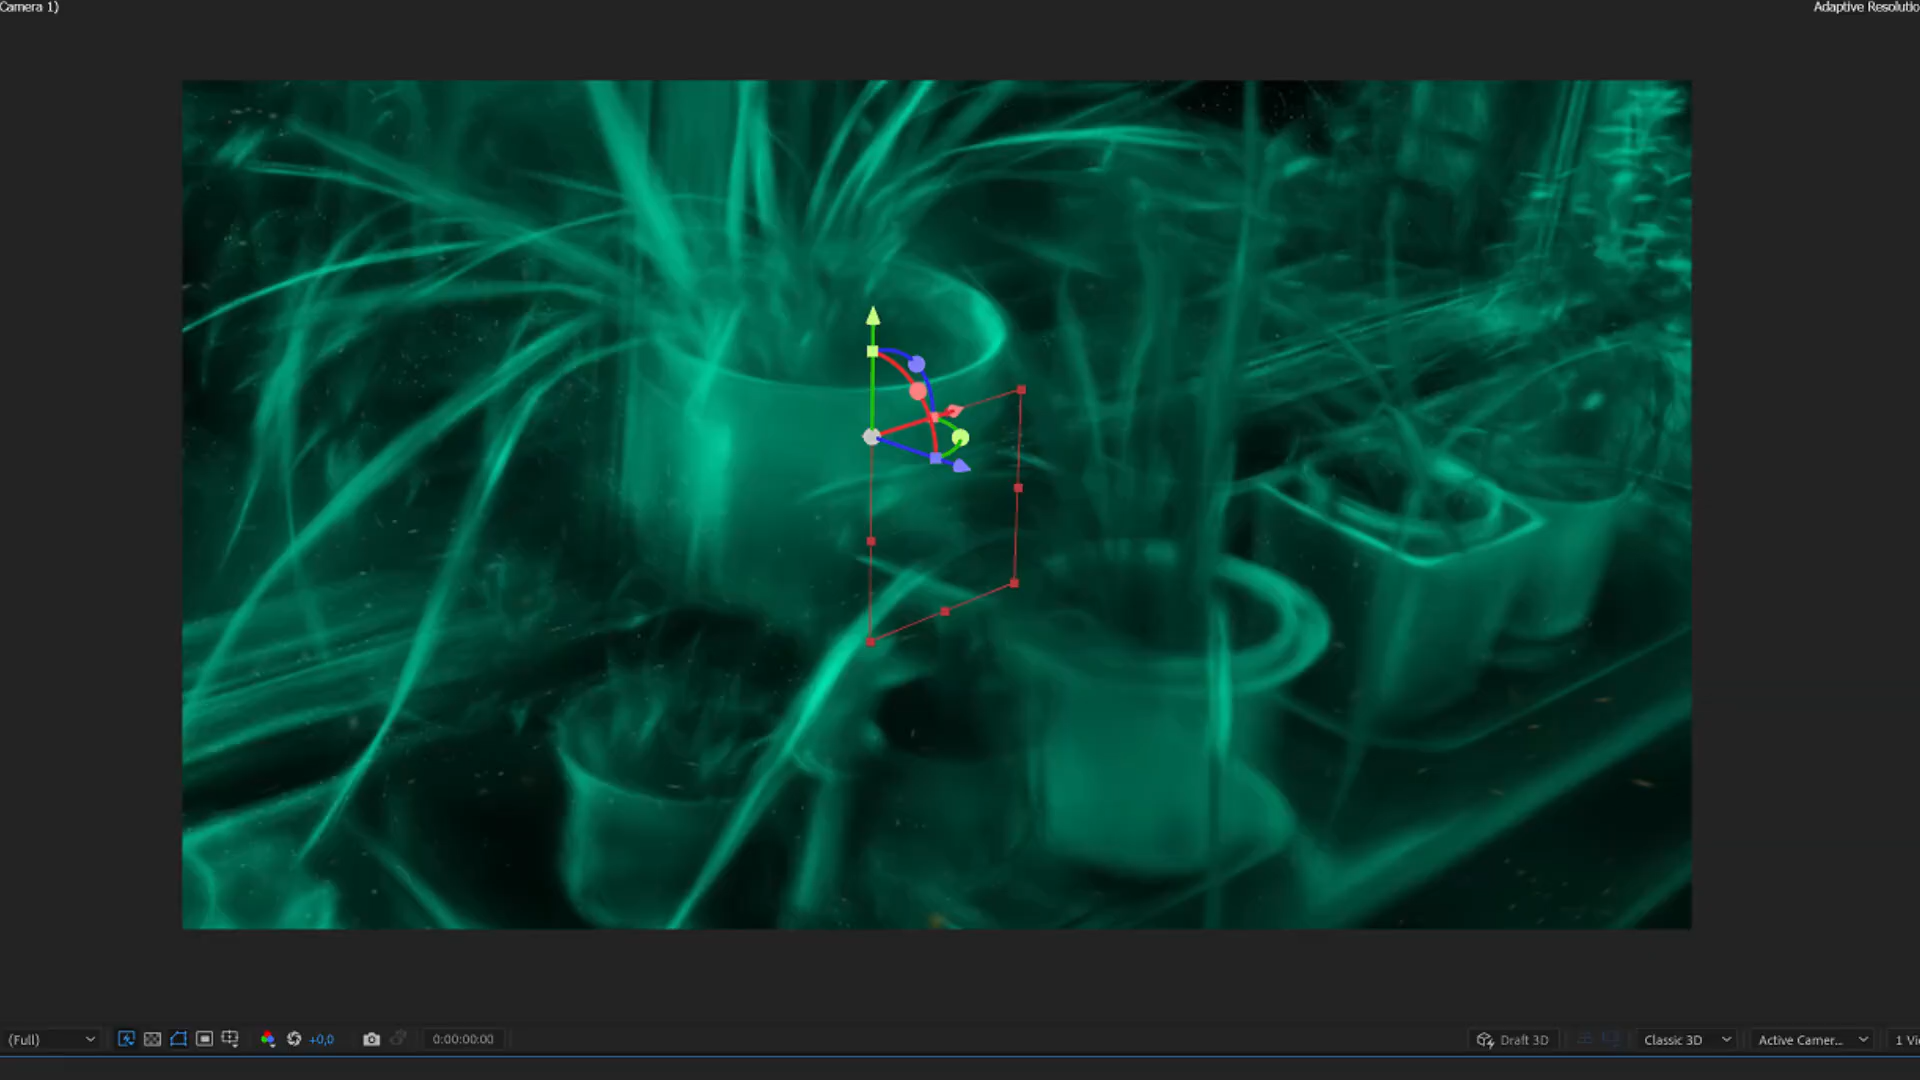 Camera 1)
Adaptive Resolutio
(Full)
+0,0
0:00:00:00
Draft 3D
Classic 3D
Active Camer...
1 Vi